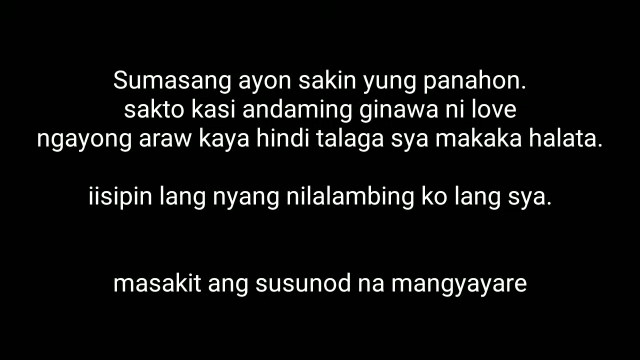 Sumasang ayon sakin yung panahon.
sakto kasi andaming ginawa ni love
ngayong araw kaya hindi talaga sya makaka halata.
iisipin lang nyang nilalambing ko lang sya.
masakit ang susunod na mangyayare